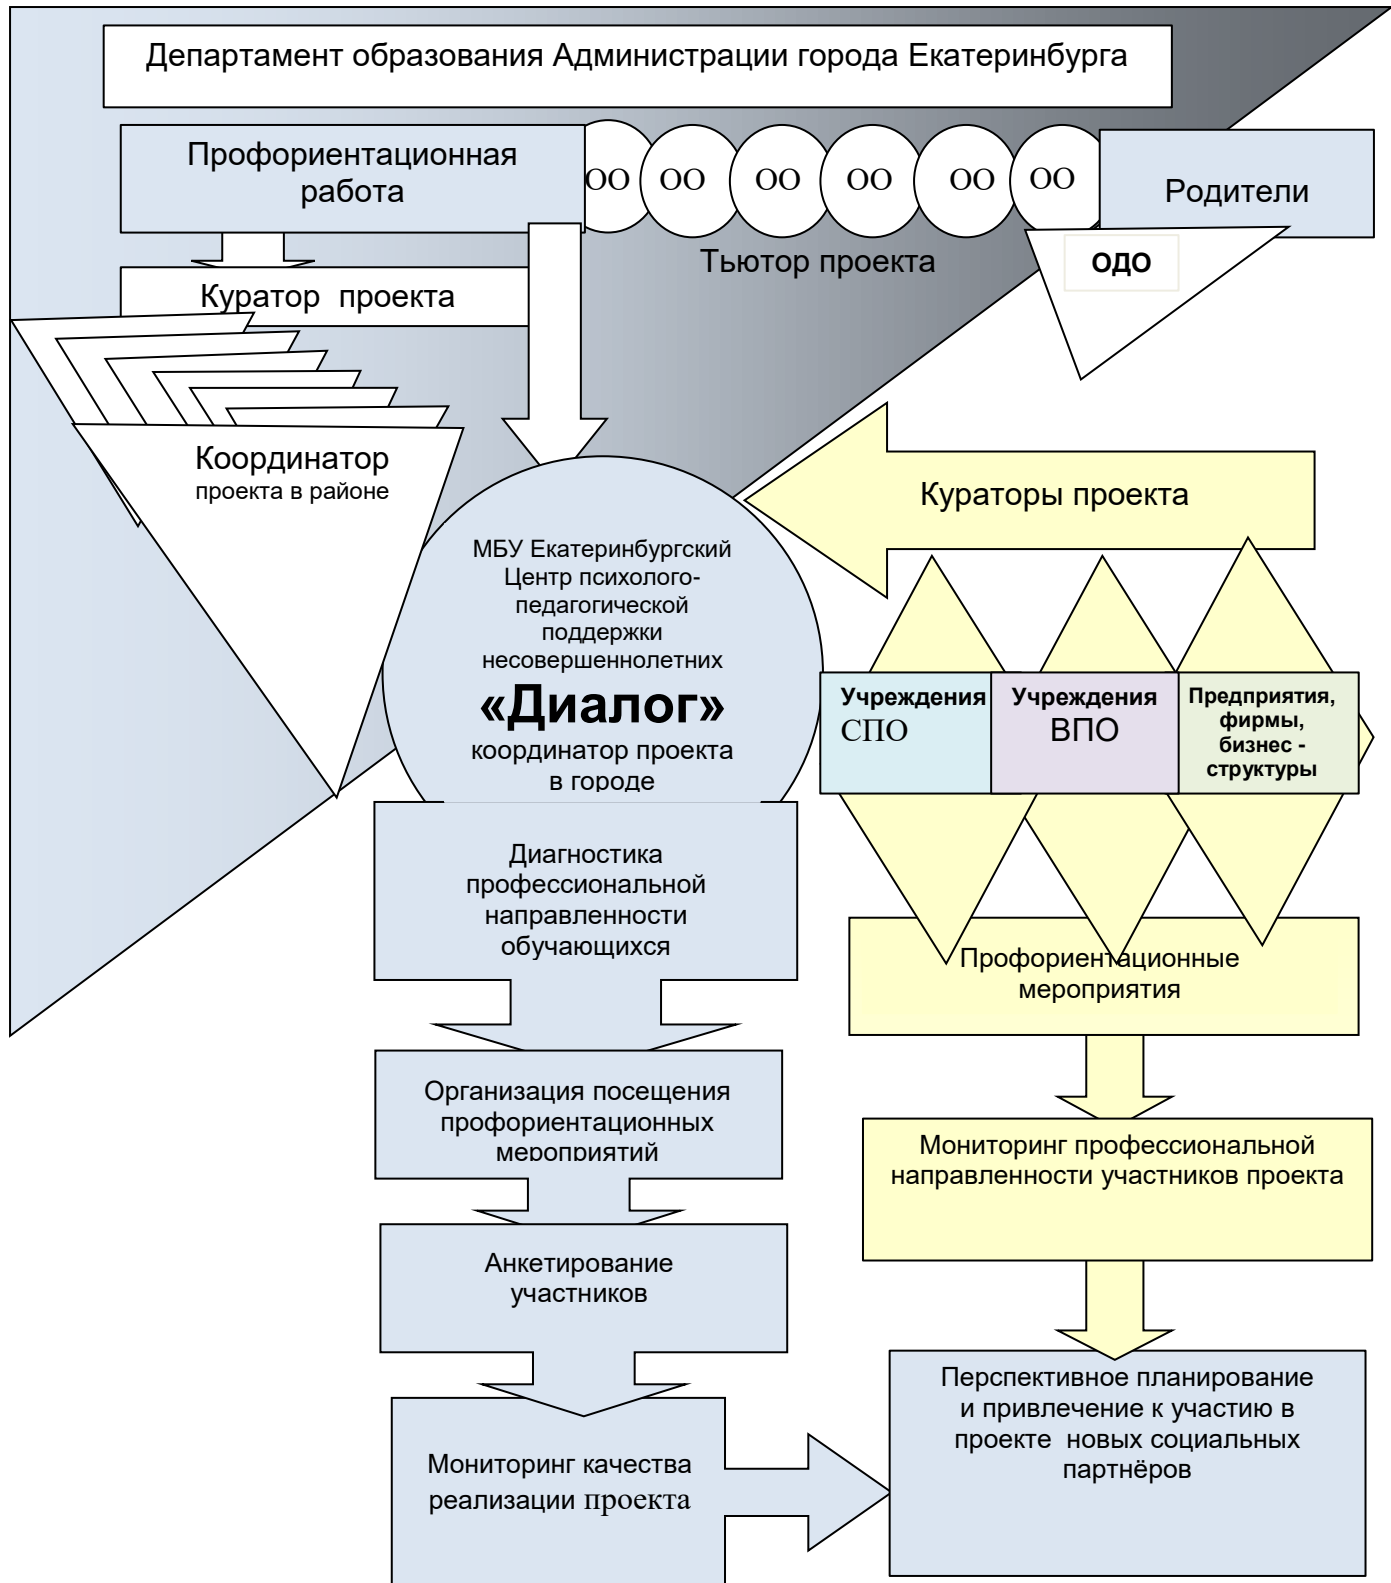 Департамент образования Администрации города Екатеринбурга
Профориентационная
работа
ОО ОО ОО ОО ОО ОО
Родители
Тьютор проекта
ОДО
Куратор проекта
Координатор
проекта в районе
Кураторы проекта
МБУ Екатеринбургский
Центр психолого-
педагогической
поддержки
несовершеннолетних
«Диалог»
координатор проекта
в городе
Учреждения
СПО
Учреждения
ВПО
Предприятия,
фирмы,
бизнес -
структуры
Диагностика
профессиональной
направленности
обучающихся
Профориентационные
мероприятия
Организация посещения
профориентационных
мероприятий
Мониторинг профессиональной
направленности участников проекта
Анкетирование
участников
Перспективное планирование
и привлечение к участию в
проекте новых социальных
партнёров
Мониторинг качества
реализации проекта